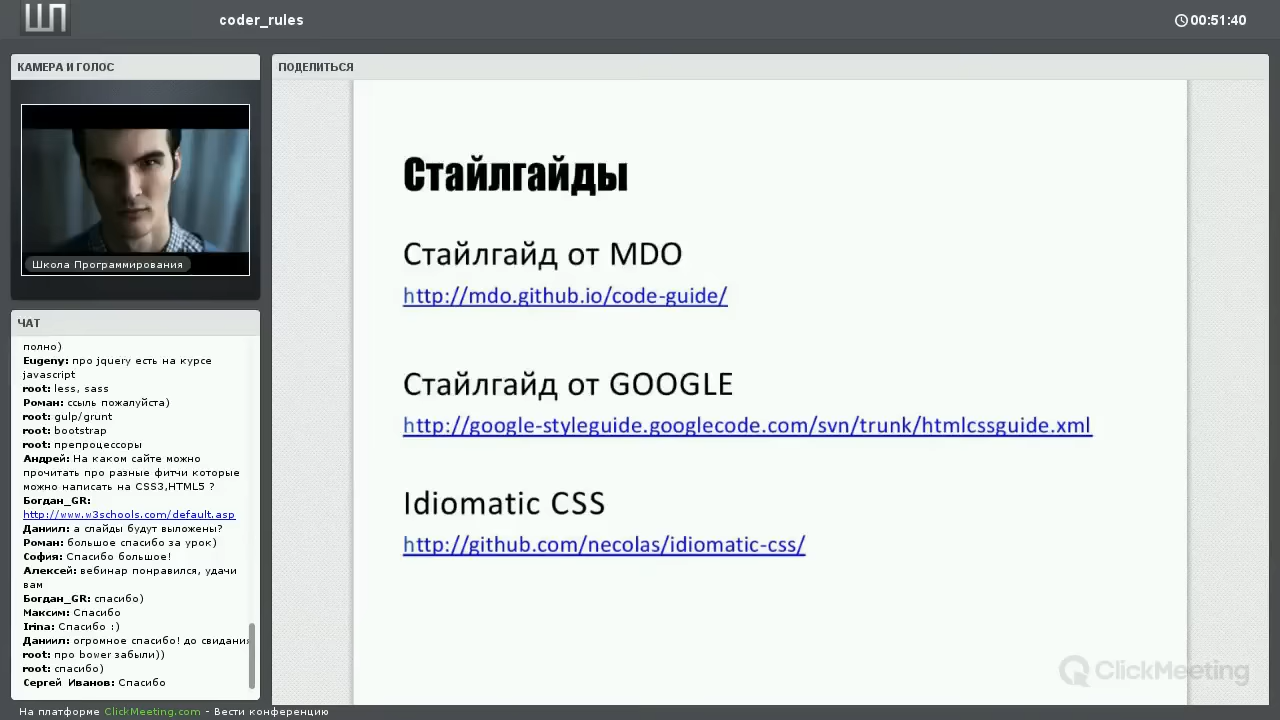 ШП
coder_rules
00:51:40
КАМЕРА И ГОЛОС
Школа Программирования
ЧАТ
полно)
Eugeny: про jquery есть на курсе
javascript
root: less, sass
Роман: ссыль пожалуйста)
root: gulp/grunt
root: bootstrap
root: препроцессоры
Андрей: На каком сайте можно
прочитать про разные фитчи которые
можно написать на CSS3,HTML5 ?
Богдан_GR:
http://www.w3schools.com/default.asp
Даниил: а слайды будут выложены?
Роман: большое спасибо за урок)
София: Спасибо большое!
Алексей: вебинар понравился, удачи
вам
Богдан_GR: спасибо)
Максим: Спасибо
Irina: Спасибо :)
Даниил: огромное спасибо! до свидания
root: про bower забыли))
root: спасибо)
Сергей Иванов: Спасибо
ПОДЕЛИТЬСЯ
Стайлгайды
Стайлгайд от MDO
http://mdo.github.io/code-guide/
Стайлгайд от GOOGLE
http://google-styleguide.googlecode.com/svn/trunk/htmlcssguide.xml
Idiomatic CSS
http://github.com/necolas/idiomatic-css/
ClickMeeting
На платформе ClickMeeting.com - Вести конференцию